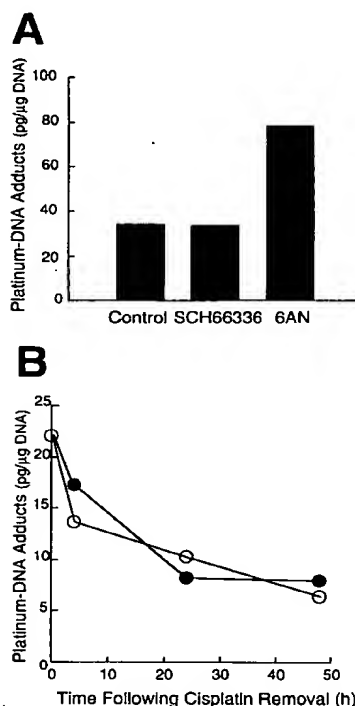 A
Platinum-DNA Adducts (pg/µg DNA)
100
80
60
40
20
0
Control SCH66336 6AN
B
Platinum-DNA Adducts (pg/µg DNA)
25
20
15
10
5
0
0 10 20 30 40 50
Time Following Cisplatin Removal (h)